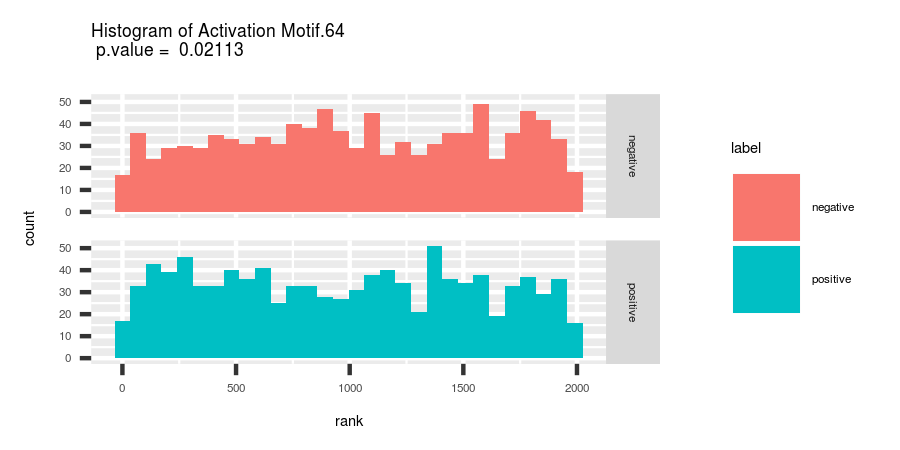 Histogram of Activation Motif.64
p.value = 0.02113
count
50
40
30
20
10
0
negative
50
40
30
20
10
0
positive
0 500 1000 1500 2000
rank
label
negative
positive